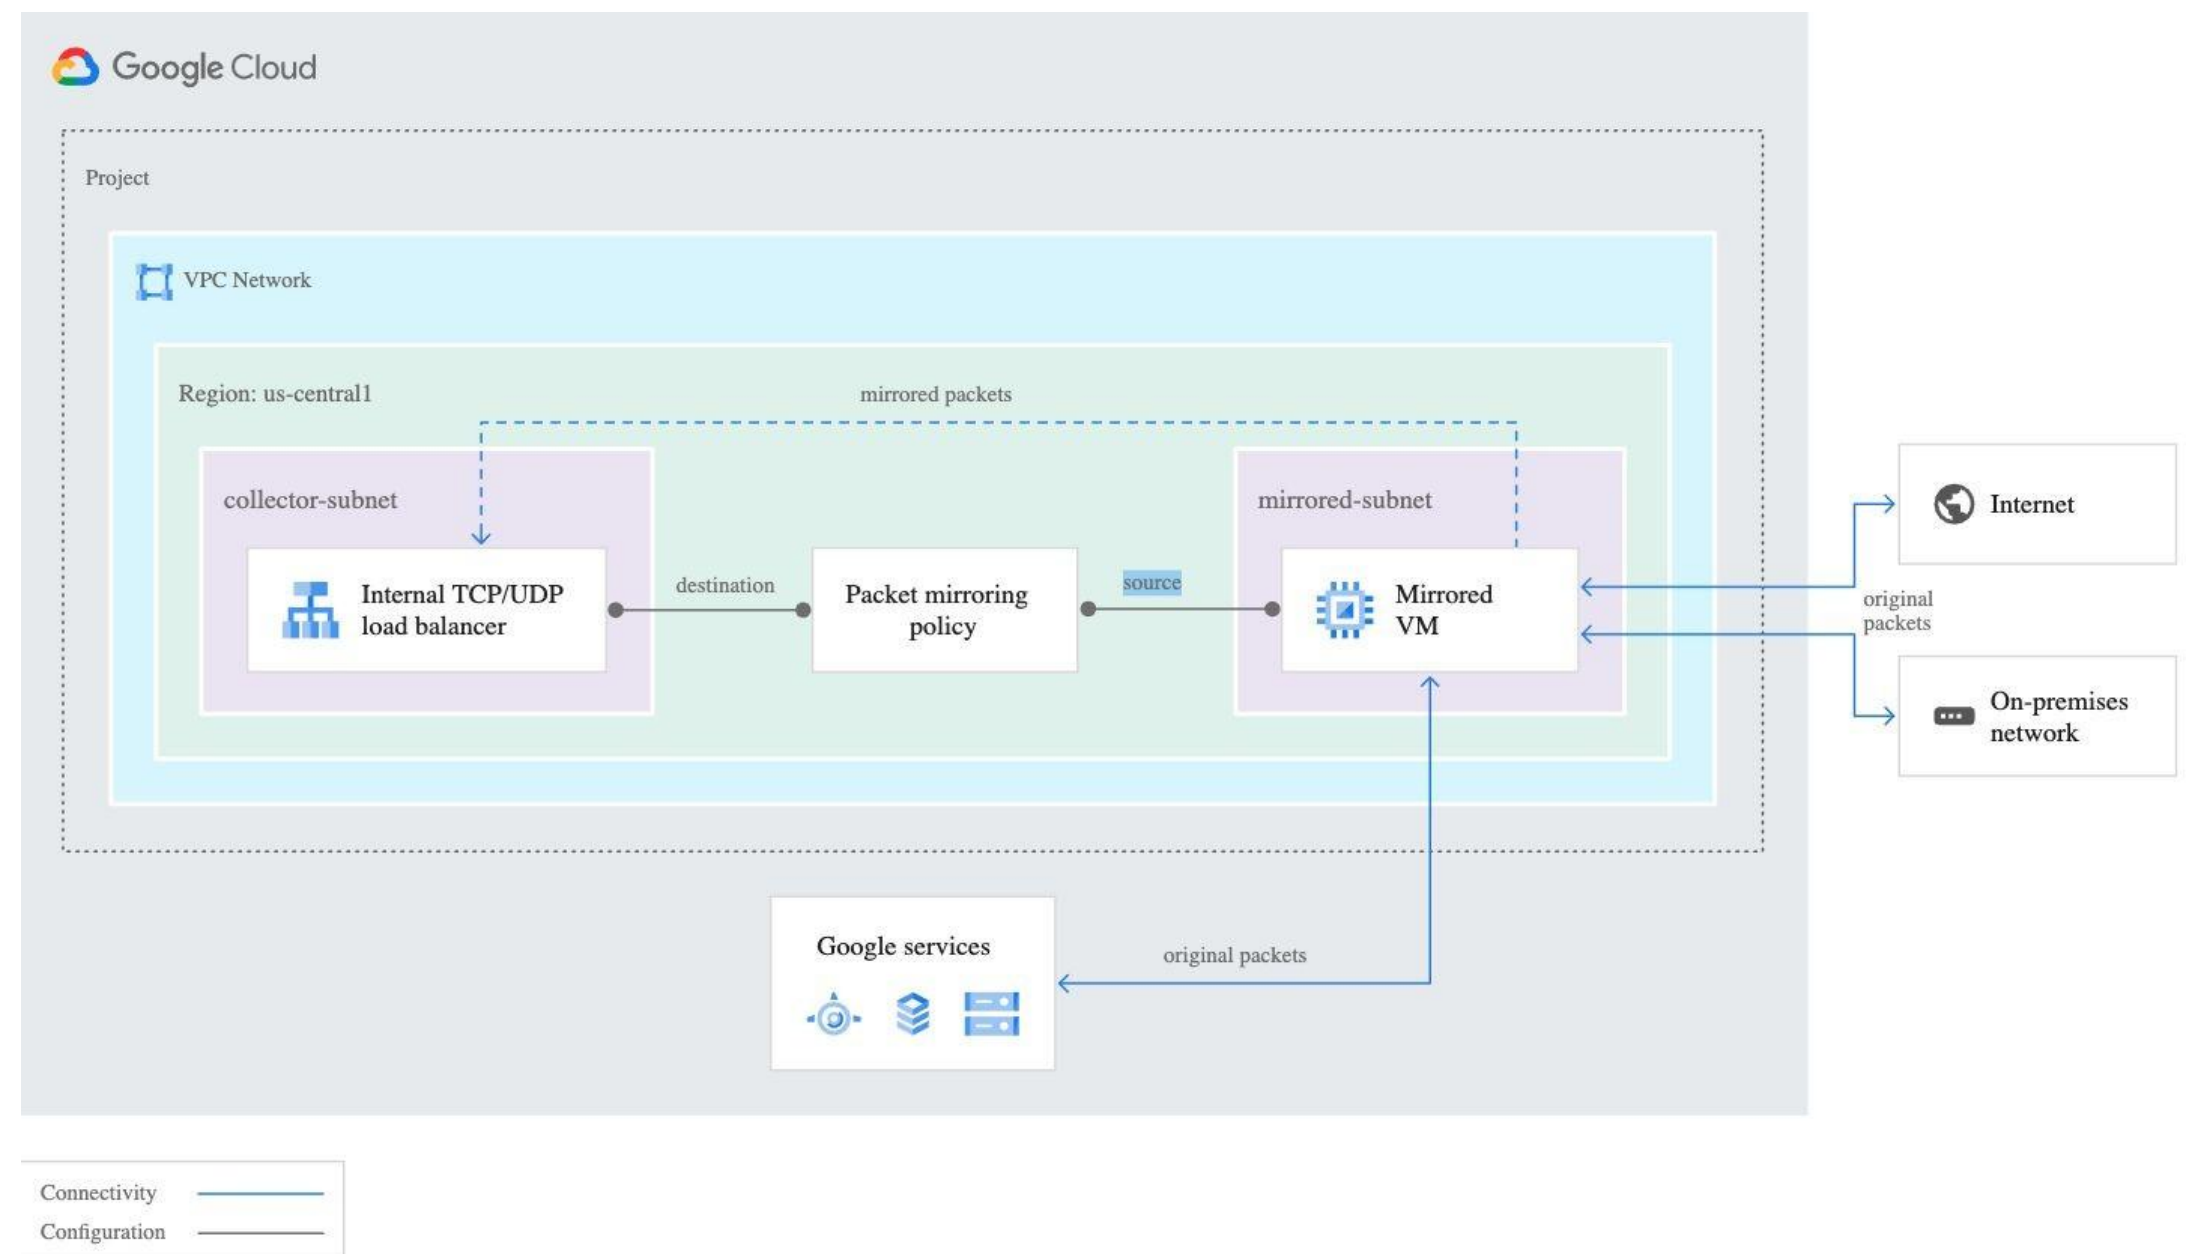 Google Cloud
Project
VPC Network
Region: us-central1
mirrored packets
collector-subnet
mirrored-subnet
Internal TCP/UDP
load balancer
destination
Packet mirroring
policy
source
Mirrored
VM
Internet
original
packets
On-premises
network
Google services
original packets
Connectivity
Configuration